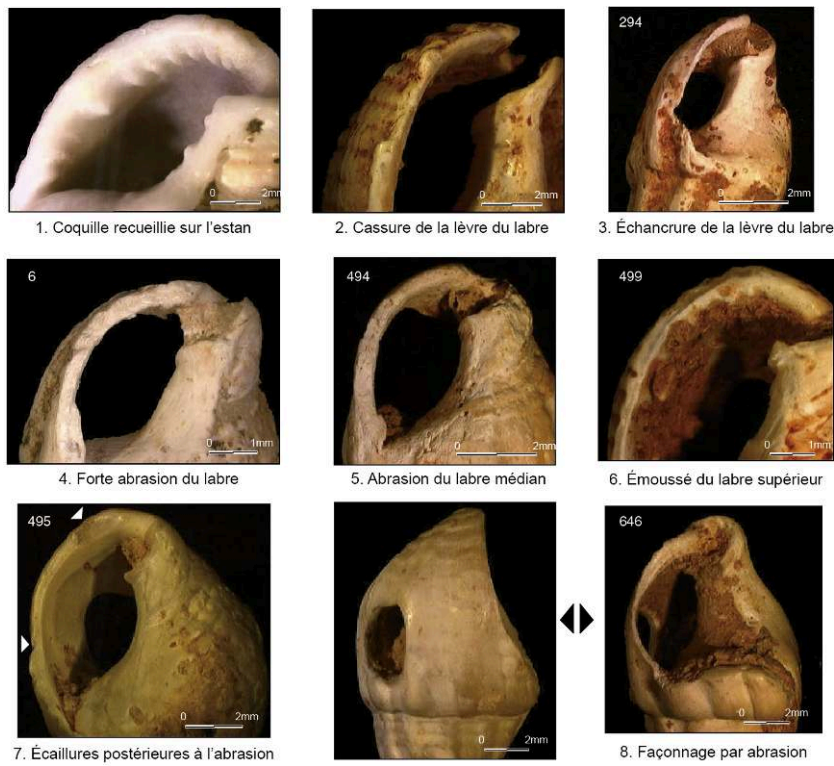 294
0 2mm
0 2mm
0 2mm
1. Coquille recueillie sur l'estan
2. Cassure de la lèvre du labre
3. Échancrure de la lèvre du labre
6
494
499
0 1mm
0 2mm
0 1mm
4. Forte abrasion du labre
5. Abrasion du labre médian
6. Émoussé du labre supérieur
495
646
0 2mm
0 2mm
0 2mm
7. Écaillures postérieures à l'abrasion
8. Façonnage par abrasion